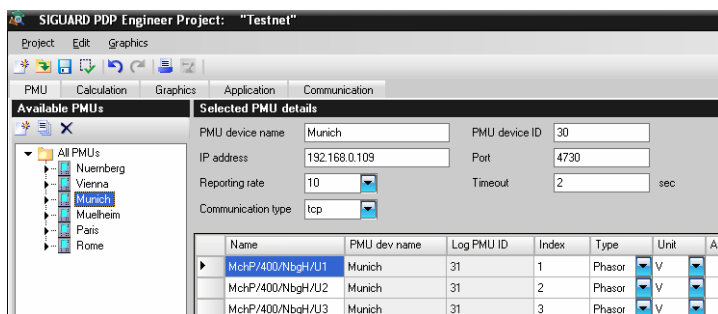 SIGUARD PDP Engineer Project: "Testnet"
Project Edit Graphics
PMU Calculation Graphics Application Communication
Available PMUs
All PMUs
Nuernberg
Vienna
Munich
Muelheim
Paris
Rome
Selected PMU details
PMU device name Munich PMU device ID 30
IP address 192.168.0.109 Port 4730
Reporting rate 10 Timeout 2 sec
Communication type tcp
Name PMU dev name Log PMU ID Index Type Unit A
MchP/400/NbgH/U1 Munich 31 1 Phasor V
MchP/400/NbgH/U2 Munich 31 2 Phasor V
MchP/400/NbgH/U3 Munich 31 3 Phasor V